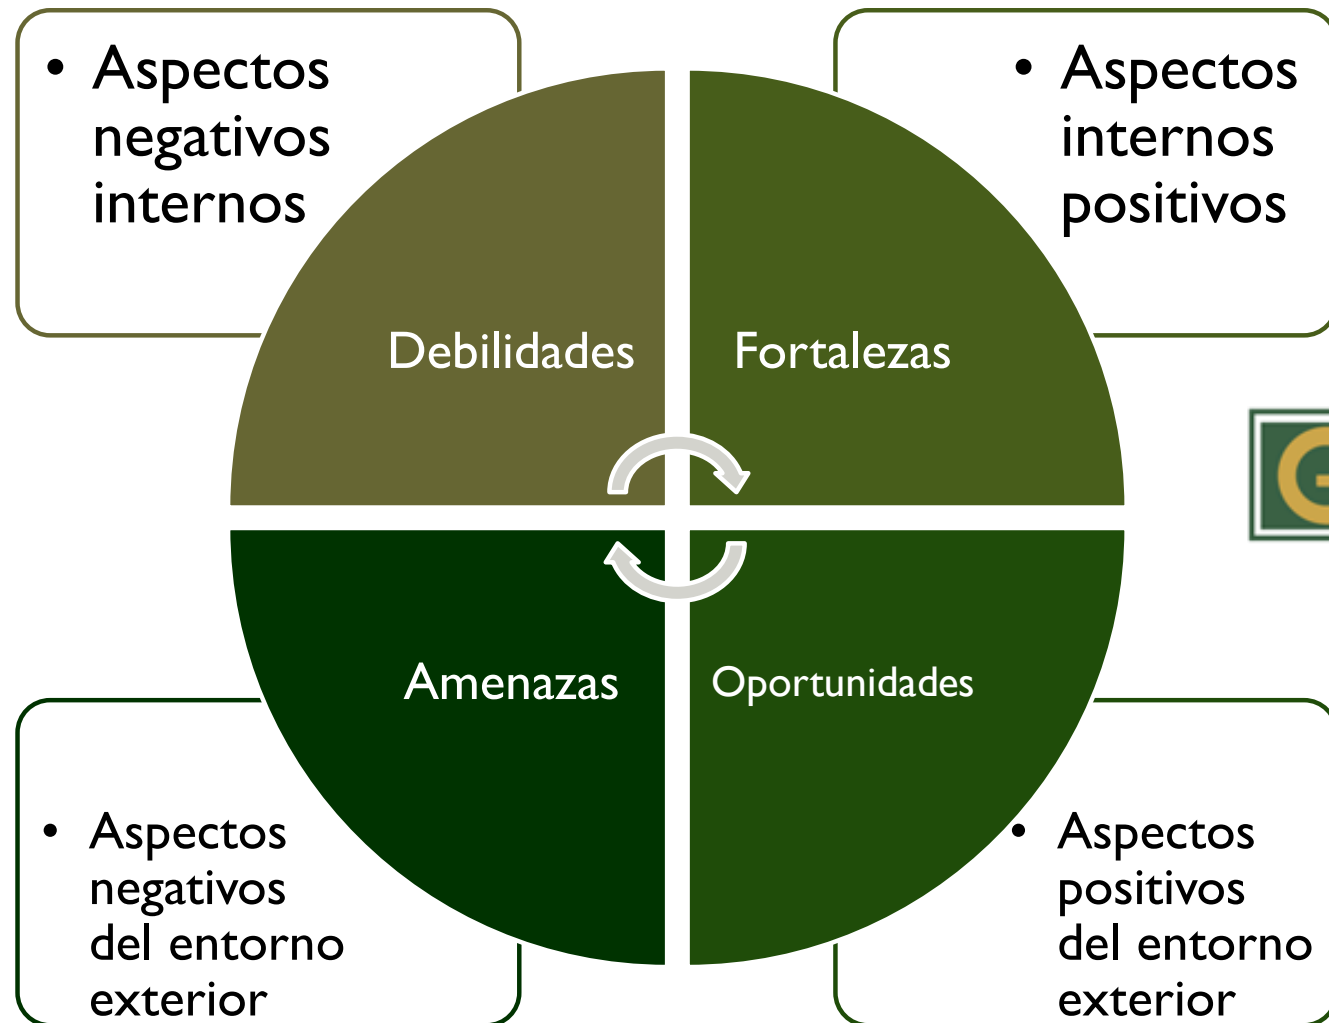 • Aspectos
negativos
internos
• Aspectos
internos
positivos
Debilidades
Fortalezas
Amenazas
Oportunidades
• Aspectos
negativos
del entorno
exterior
• Aspectos
positivos
del entorno
exterior